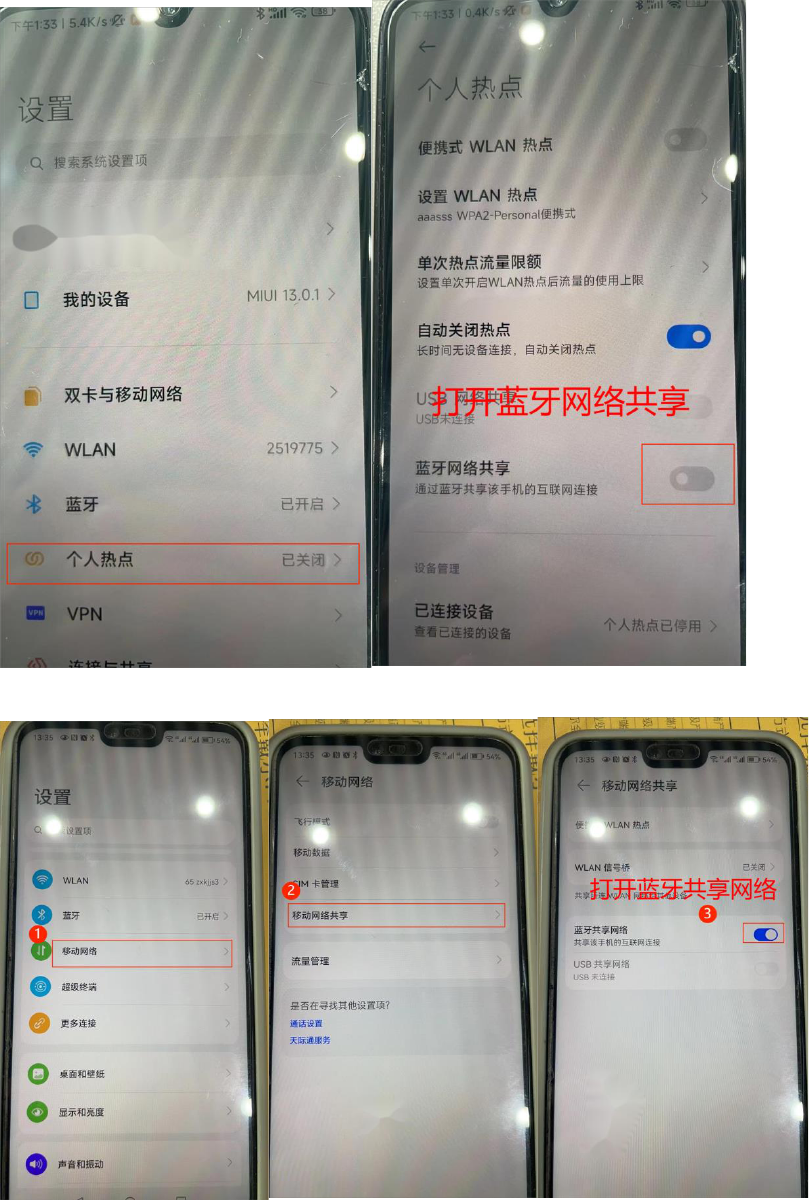 下午1:33 | 5.4K/s
设置
搜索系统设置项
我的设备 MIUI 13.0.1
双卡与移动网络
WLAN 2519775
蓝牙 已开启
个人热点 已关闭
VPN VPN
连接与共享
下午1:33 | 0.4K/s
个人热点
便携式 WLAN 热点
设置 WLAN 热点
aaasss WPA2-Personal便携式
单次热点流量限额
设置单次开启WLAN热点后流量的使用上限
自动关闭热点
长时间无设备连接，自动关闭热点
打开蓝牙网络共享
USB 网络共享
USB未连接
蓝牙网络共享
通过蓝牙共享该手机的互联网连接
设备管理
已连接设备
查看已连接的设备
个人热点已停用
13:35 54%
设置
设置项
WLAN 65-zxkjjs3
蓝牙 已开启
1
移动网络
超级终端
更多连接
桌面和壁纸
显示和亮度
声音和振动
13:35 54%
移动网络
飞行模式
移动数据
2
SIM 卡管理
移动网络共享
流量管理
是否在寻找其他设置项?
通话设置
天际通服务
13:35 54%
移动网络共享
WLAN 热点
WLAN 信号桥 已关闭
打开蓝牙共享网络
3
蓝牙共享网络
共享该手机的互联网连接
USB 共享网络
USB 未连接